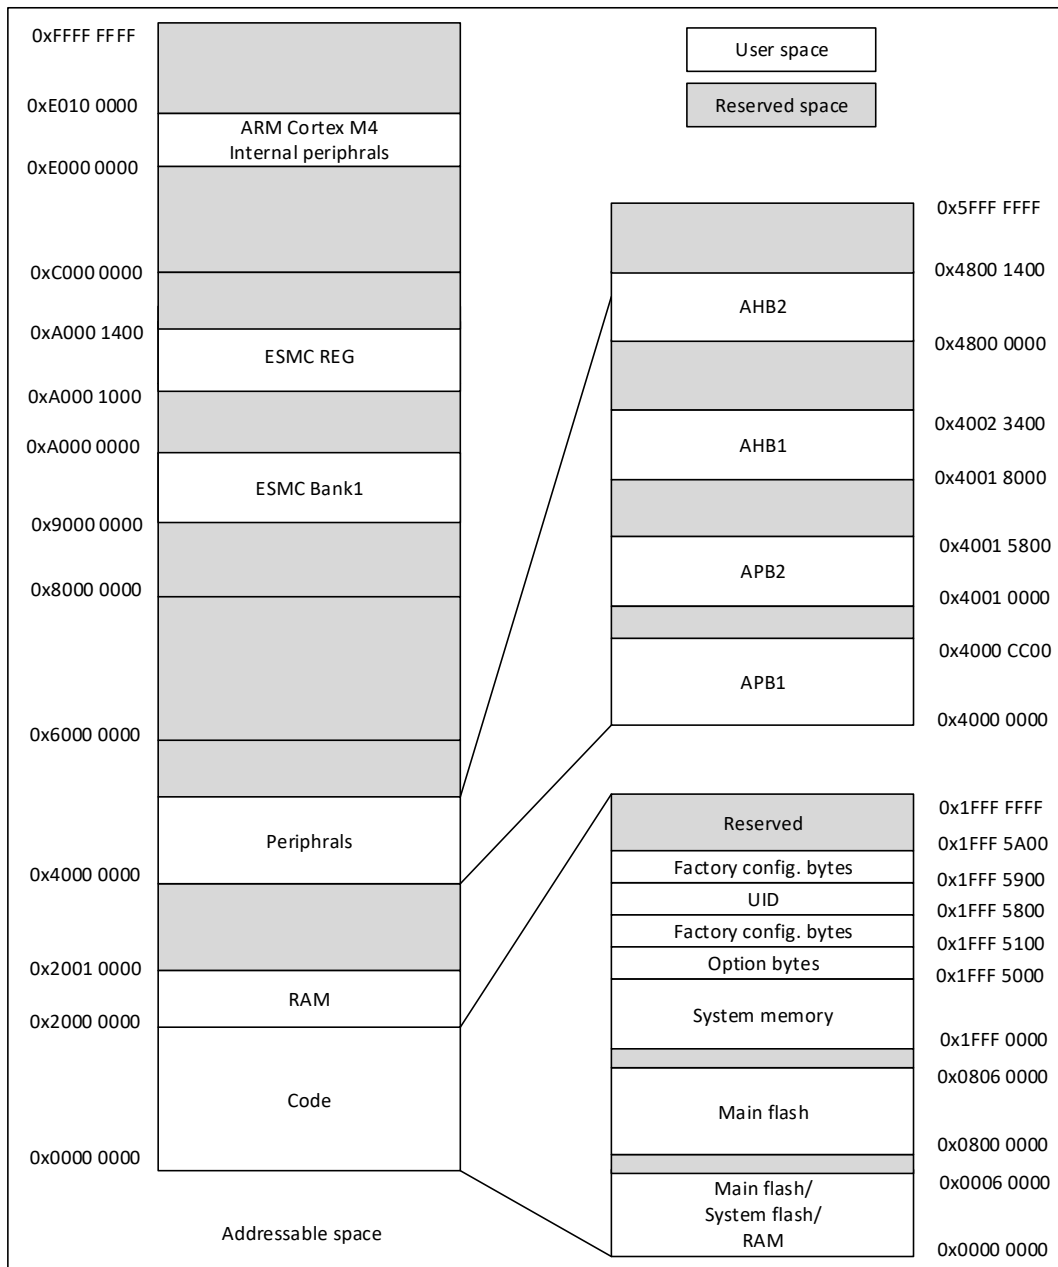 0xFFFF FFFF
0xE010 0000
ARM Cortex M4
Internal periphrals
0xE000 0000
0xC000 0000
0xA000 1400
ESMC REG
0xA000 1000
0xA000 0000
ESMC Bank1
0x9000 0000
0x8000 0000
0x6000 0000
Periphrals
0x4000 0000
0x2001 0000
RAM
0x2000 0000
Code
0x0000 0000
Addressable space
User space
Reserved space
0x5FFF FFFF
0x4800 1400
AHB2
0x4800 0000
0x4002 3400
AHB1
0x4001 8000
0x4001 5800
APB2
0x4001 0000
0x4000 CC00
APB1
0x4000 0000
0x1FFF FFFF
Reserved
0x1FFF 5A00
Factory config. bytes
0x1FFF 5900
UID
0x1FFF 5800
Factory config. bytes
0x1FFF 5100
Option bytes
0x1FFF 5000
System memory
0x1FFF 0000
0x0806 0000
Main flash
0x0800 0000
0x0006 0000
Main flash/
System flash/
RAM
0x0000 0000